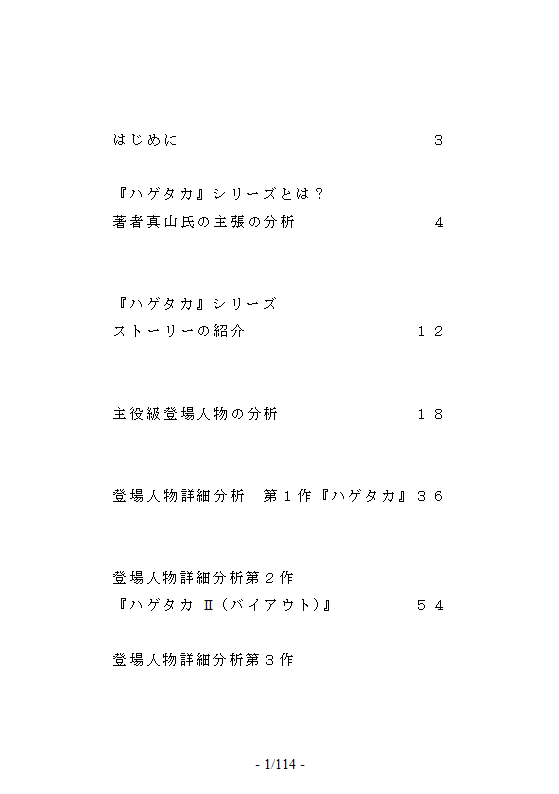 はじめに　3
『ハゲタカ』シリーズとは？
著者真山氏の主張の分析　4
『ハゲタカ』シリーズ
ストーリーの紹介　１２
主役級登場人物の分析　１８
登場人物詳細分析　第１作『ハゲタカ』３６
登場人物詳細分析第２作
『ハゲタカ Ⅱ（バイアウト）』　５４
登場人物詳細分析第３作
- 1/114 -